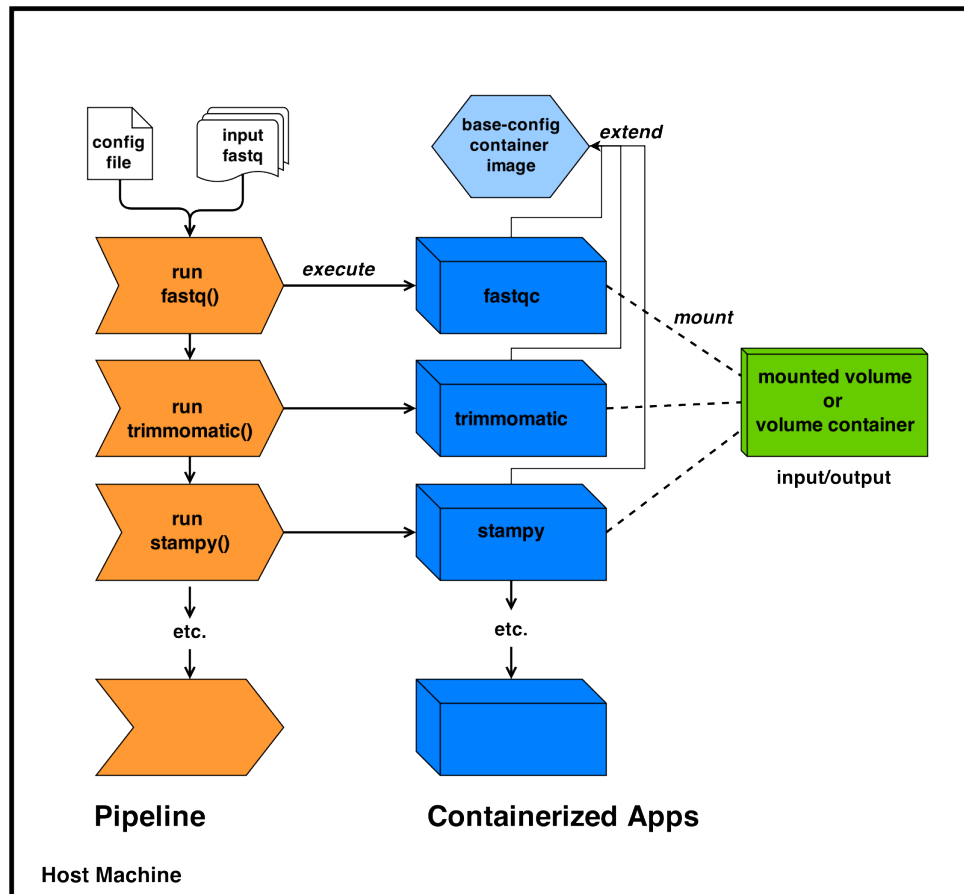 config
file
input
fastq
base-config
container
image
extend
run
fastq()
execute
fastqc
mount
run
trimmomatic()
trimmomatic
mounted volume
or
volume container
input/output
run
stampy()
stampy
etc.
etc.
Pipeline
Containerized Apps
Host Machine